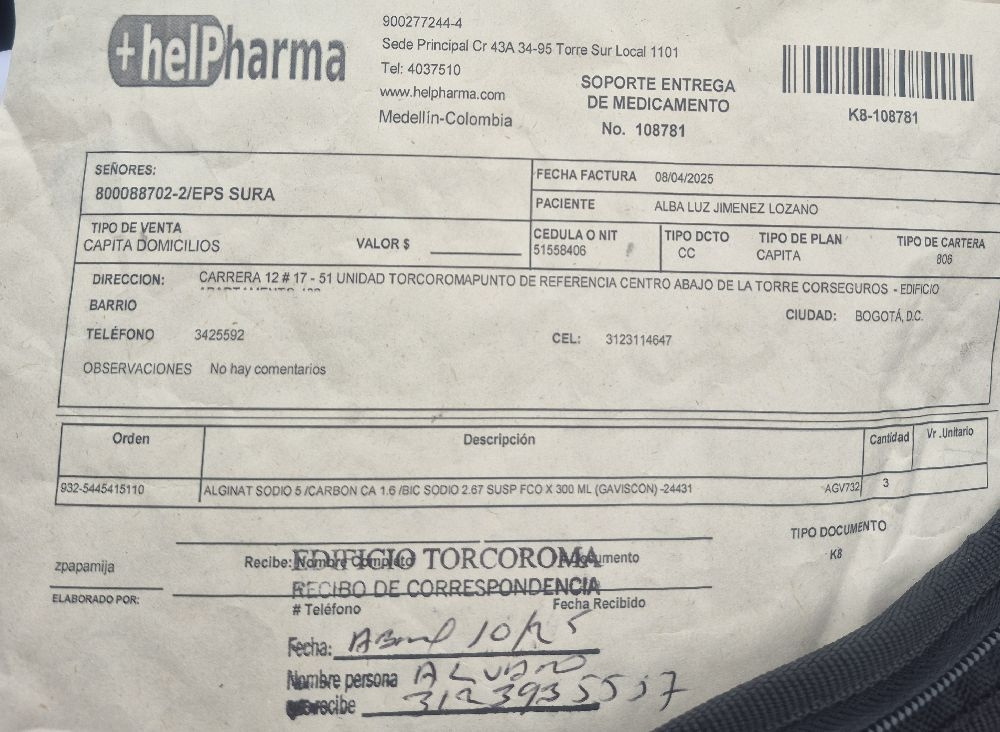 +helPharma
900277244-4
Sede Principal Cr 43A 34-95 Torre Sur Local 1101
Tel: 4037510
www.helpharma.com
Medellín-Colombia
SOPORTE ENTREGA
DE MEDICAMENTO
No. 108781
K8-108781
SEÑORES:
800088702-2/EPS SURA
FECHA FACTURA 08/04/2025
PACIENTE ALBA LUZ JIMENEZ LOZANO
TIPO DE VENTA
CAPITA DOMICILIOS
VALOR $
CEDULA O NIT
51558406
TIPO DCTO
CC
TIPO DE PLAN
CAPITA
TIPO DE CARTERA
806
DIRECCION: CARRERA 12 # 17 - 51 UNIDAD TORCOROMAPUNTO DE REFERENCIA CENTRO ABAJO DE LA TORRE CORSEGUROS - EDIFICIO
BARRIO
CIUDAD: BOGOTÁ, D.C.
TELÉFONO 3425592
CEL: 3123114647
OBSERVACIONES No hay comentarios
Orden Descripción Cantidad Vr .Unitario
932-5445415110 ALGINAT SODIO 5 /CARBON CA 1.6 /BIC SODIO 2.67 SUSP FCO X 300 ML (GAVISCON) -24431 AGV732 3
TIPO DOCUMENTO
K8
zpapamija
ELABORADO POR:
Recibe: Nombre Completo
EDIFICIO TORCOROMA
RECIBO DE CORRESPONDENCIA
# Teléfono
Fecha Recibido
Fecha: Abril 10/25
Nombre persona ALVARO
recibe 3123935537